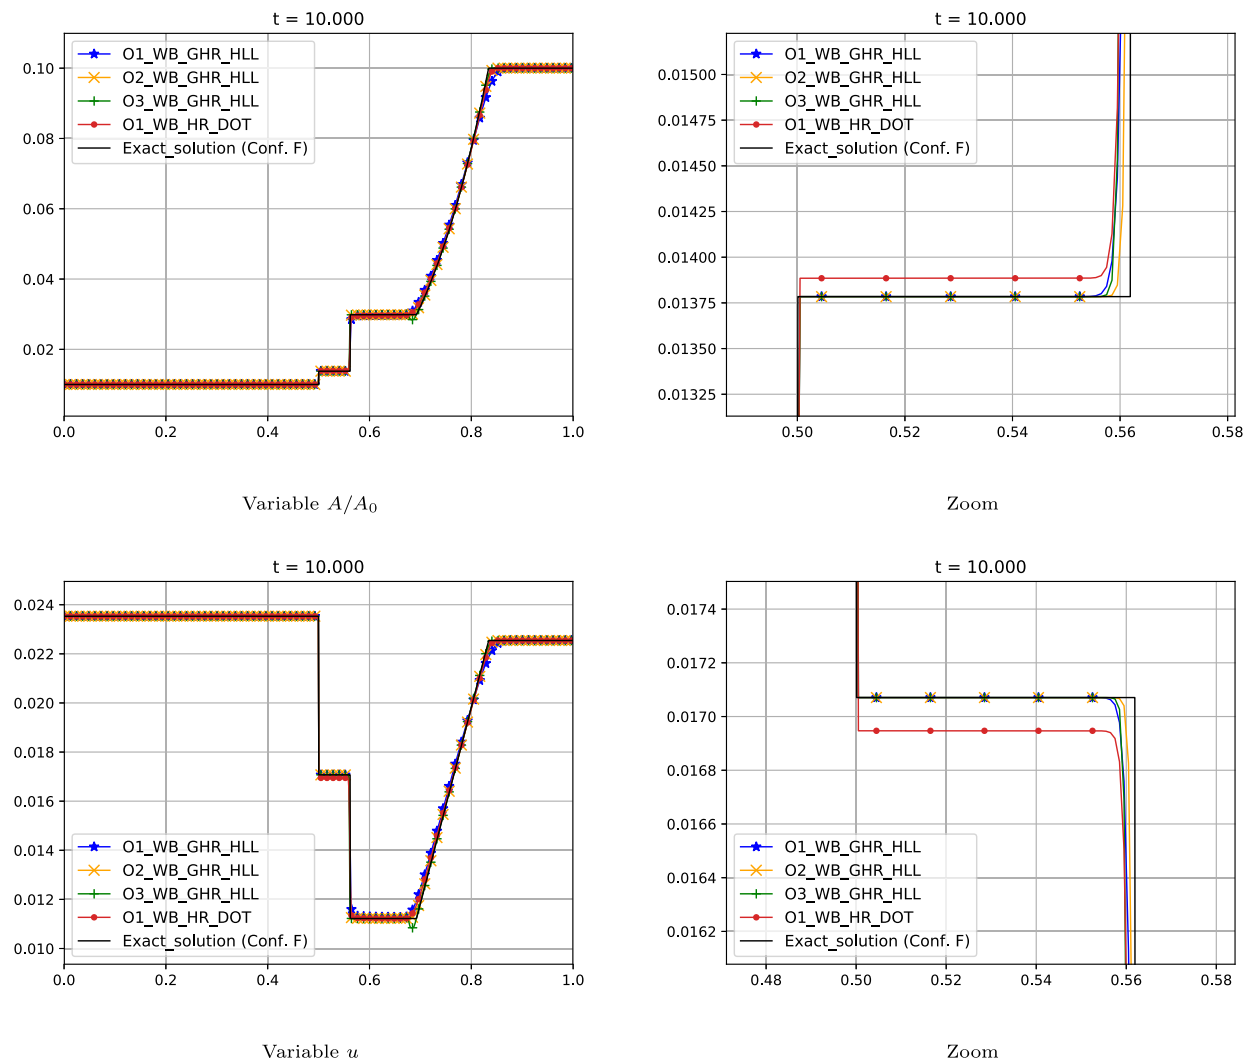 t = 10.000
O1_WB_GHR_HLL
O2_WB_GHR_HLL
O3_WB_GHR_HLL
O1_WB_HR_DOT
Exact_solution (Conf. F)
0.10
0.08
0.06
0.04
0.02
0.0 0.2 0.4 0.6 0.8 1.0
Variable A/A₀
t = 10.000
O1_WB_GHR_HLL
O2_WB_GHR_HLL
O3_WB_GHR_HLL
O1_WB_HR_DOT
Exact_solution (Conf. F)
0.01500
0.01475
0.01450
0.01425
0.01400
0.01375
0.01350
0.01325
0.50 0.52 0.54 0.56 0.58
Zoom
t = 10.000
0.024
0.022
0.020
0.018
0.016
0.014
0.012
0.010
O1_WB_GHR_HLL
O2_WB_GHR_HLL
O3_WB_GHR_HLL
O1_WB_HR_DOT
Exact_solution (Conf. F)
0.0 0.2 0.4 0.6 0.8 1.0
Variable u
t = 10.000
0.0174
0.0172
0.0170
0.0168
0.0166
0.0164
0.0162
O1_WB_GHR_HLL
O2_WB_GHR_HLL
O3_WB_GHR_HLL
O1_WB_HR_DOT
Exact_solution (Conf. F)
0.48 0.50 0.52 0.54 0.56 0.58
Zoom